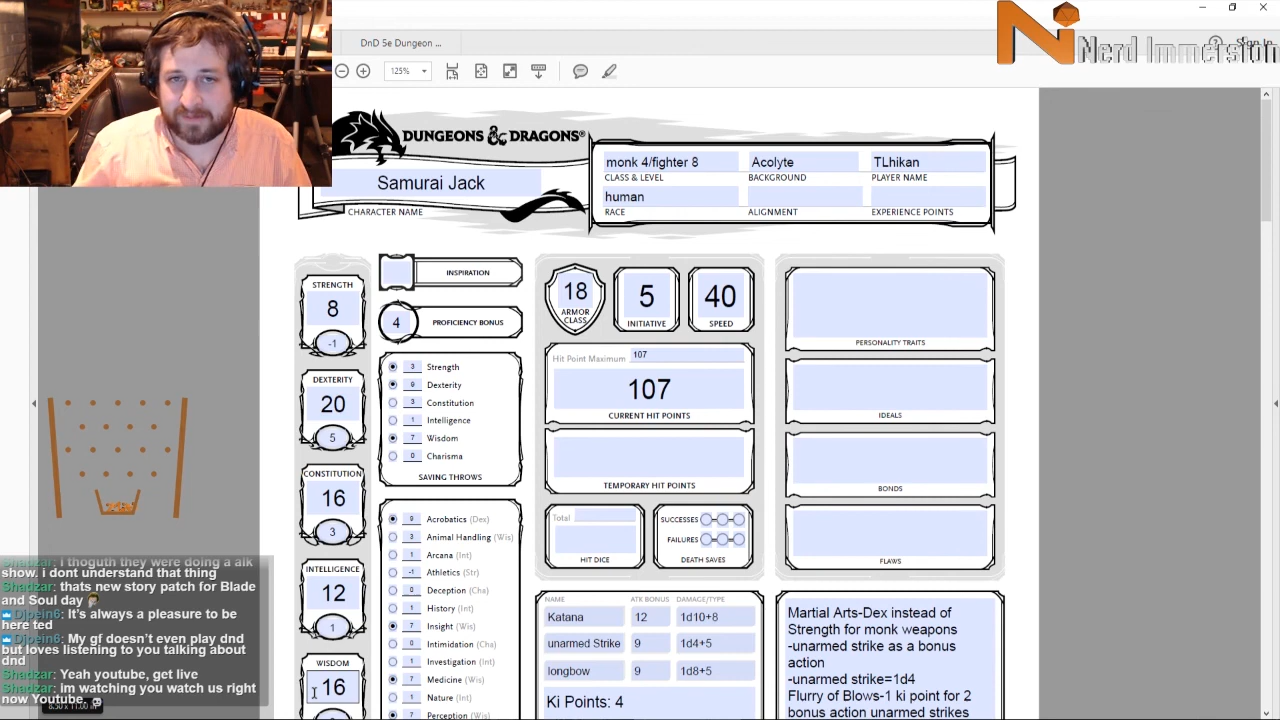 DnD 5e Dungeon ...
Nerd Immersion
125%
DUNGEONS & DRAGONS®
Samurai Jack
CHARACTER NAME
monk 4/fighter 8
Acolyte
TLhikan
CLASS & LEVEL
BACKGROUND
PLAYER NAME
human
RACE
ALIGNMENT
EXPERIENCE POINTS
STRENGTH
8
-1
DEXTERITY
20
5
CONSTITUTION
16
3
INTELLIGENCE
12
1
WISDOM
16
INSPIRATION
4
PROFICIENCY BONUS
3 Strength
9 Dexterity
3 Constitution
1 Intelligence
7 Wisdom
0 Charisma
SAVING THROWS
9 Acrobatics (Dex)
3 Animal Handling (Wis)
1 Arcana (Int)
-1 Athletics (Str)
0 Deception (Cha)
1 History (Int)
7 Insight (Wis)
0 Intimidation (Cha)
1 Investigation (Int)
7 Medicine (Wis)
1 Nature (Int)
7 Perception (Wis)
18
ARMOR
CLASS
5
INITIATIVE
40
SPEED
Hit Point Maximum 107
107
CURRENT HIT POINTS
TEMPORARY HIT POINTS
Total
HIT DICE
SUCCESSES
FAILURES
DEATH SAVES
NAME ATK BONUS DAMAGE/TYPE
Katana 12 1d10+8
unarmed Strike 9 1d4+5
longbow 9 1d8+5
Ki Points: 4
PERSONALITY TRAITS
IDEALS
BONDS
FLAWS
Martial Arts-Dex instead of
Strength for monk weapons
-unarmed strike as a bonus
action
-unarmed strike=1d4
Flurry of Blows-1 ki point for 2
bonus action unarmed strikes
Shadzar: I thoguth they were doing a alk
show. i dont understand that thing
Shadzar: thats new story patch for Blade
and Soul day
Djpein6: It's always a pleasure to be
here ted
Djpein6: My gf doesn't even play dnd
but loves listening to you talking about
dnd
Shadzar: Yeah youtube, get live
Shadzar: im watching you watch us right
now Youtube.
8.50 x 11.00 in